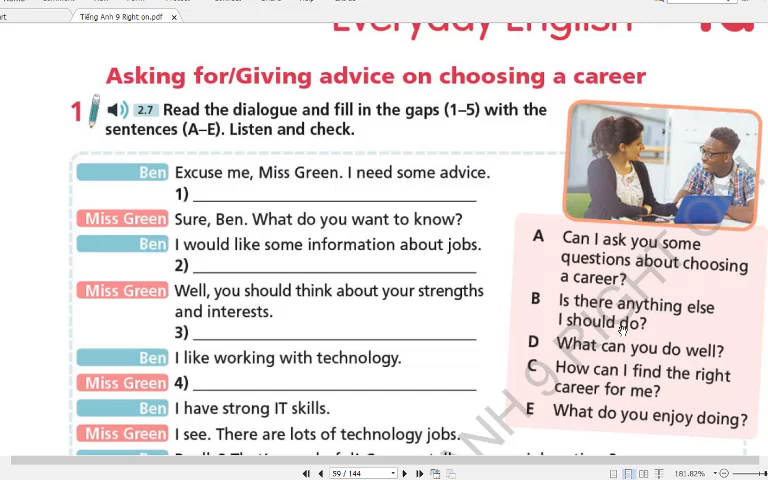 Tiếng Anh 9 Right on.pdf
Everyday English
Asking for/Giving advice on choosing a career
1 2.7 Read the dialogue and fill in the gaps (1–5) with the
sentences (A–E). Listen and check.
Ben Excuse me, Miss Green. I need some advice.
1)
Miss Green Sure, Ben. What do you want to know?
Ben I would like some information about jobs.
2)
Miss Green Well, you should think about your strengths
and interests.
3)
Ben I like working with technology.
Miss Green 4)
Ben I have strong IT skills.
Miss Green I see. There are lots of technology jobs.
A Can I ask you some
questions about choosing
a career?
B Is there anything else
I should do?
D What can you do well?
C How can I find the right
career for me?
E What do you enjoy doing?
NH 9 RIGHT ON
59 / 144
181.82%